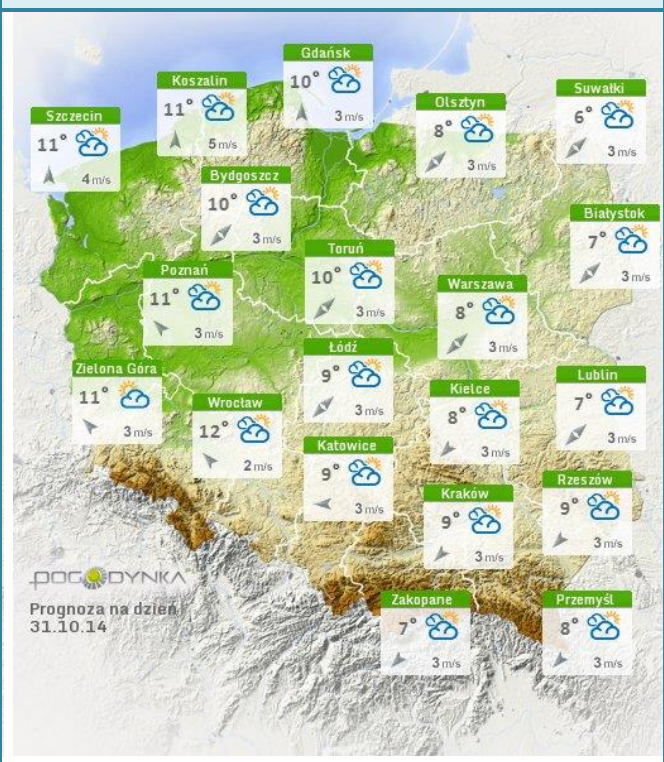 Gdańsk
10°
3 m/s
Koszalin
11°
5 m/s
Szczecin
11°
4 m/s
Olsztyn
8°
3 m/s
Suwałki
6°
3 m/s
Bydgoszcz
10°
3 m/s
Białystok
7°
3 m/s
Toruń
10°
3 m/s
Poznań
11°
3 m/s
Warszawa
8°
3 m/s
Łódź
9°
3 m/s
Zielona Góra
11°
3 m/s
Wrocław
12°
2 m/s
Kielce
8°
3 m/s
Lublin
7°
3 m/s
Katowice
9°
3 m/s
Kraków
9°
3 m/s
Rzeszów
9°
3 m/s
POGODYNKA
Prognoza na dzień
31.10.14
Zakopane
7°
3 m/s
Przemyśl
8°
3 m/s